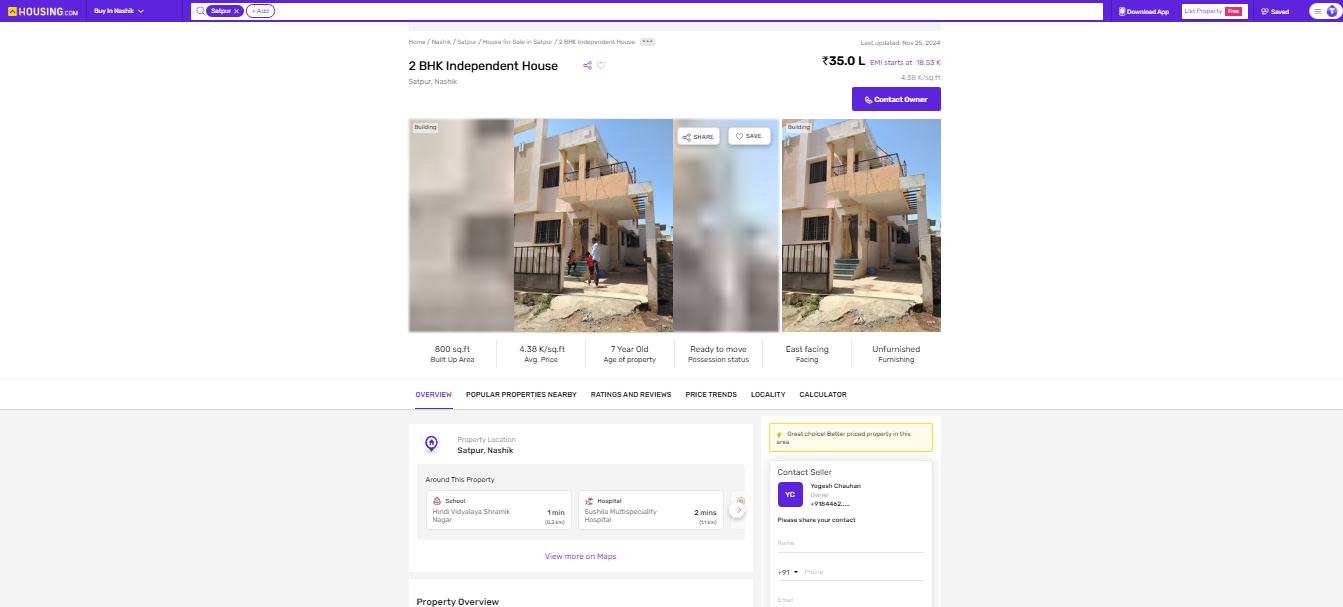 HOUSING.COM
Buy in Nashik
Satpur ×
+ Add
Download App
List Property Free
Saved
Home / Nashik / Satpur / House for Sale in Satpur / 2 BHK Independent House
Last updated: Nov 25, 2024
2 BHK Independent House
₹35.0 L EMI starts at 18.53 K
Satpur, Nashik
4.38 K/sq.ft
Contact Owner
Building
SHARE
SAVE
Building
800 sq.ft
Built Up Area
4.38 K/sq.ft
Avg. Price
7 Year Old
Age of property
Ready to move
Possession status
East facing
Facing
Unfurnished
Furnishing
OVERVIEW POPULAR PROPERTIES NEARBY RATINGS AND REVIEWS PRICE TRENDS LOCALITY CALCULATOR
Property Location
Satpur, Nashik
Around This Property
School
Hindi Vidyalaya Shramik
Nagar
1 min
(0.3 km)
Hospital
Sushila Multispeciality
Hospital
2 mins
(1.1 km)
View more on Maps
Property Overview
Great choice! Better priced property in this
area
Contact Seller
YC
Yogesh Chauhan
Owner
+9184462.....
Please share your contact
Name
+91
Phone
Email